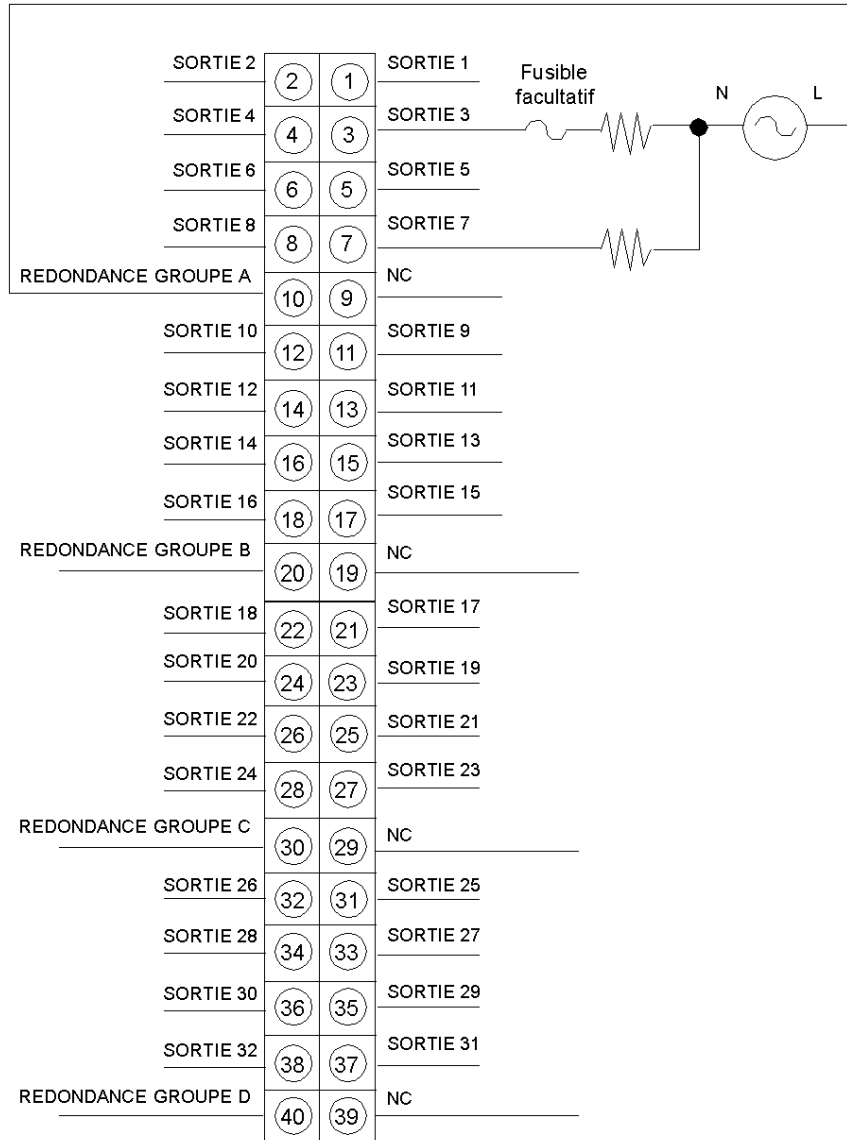 SORTIE 2 2 1 SORTIE 1
Fusible
facultatif
N L
SORTIE 4 4 3 SORTIE 3
SORTIE 6 6 5 SORTIE 5
SORTIE 8 8 7 SORTIE 7
REDONDANCE GROUPE A 10 9 NC
SORTIE 10 12 11 SORTIE 9
SORTIE 12 14 13 SORTIE 11
SORTIE 14 16 15 SORTIE 13
SORTIE 16 18 17 SORTIE 15
REDONDANCE GROUPE B 20 19 NC
SORTIE 18 22 21 SORTIE 17
SORTIE 20 24 23 SORTIE 19
SORTIE 22 26 25 SORTIE 21
SORTIE 24 28 27 SORTIE 23
REDONDANCE GROUPE C 30 29 NC
SORTIE 26 32 31 SORTIE 25
SORTIE 28 34 33 SORTIE 27
SORTIE 30 36 35 SORTIE 29
SORTIE 32 38 37 SORTIE 31
REDONDANCE GROUPE D 40 39 NC